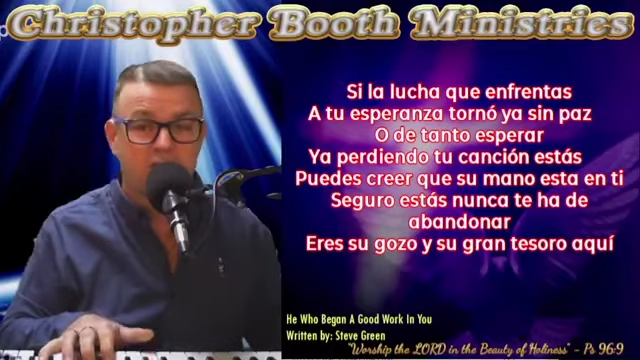 Christopher Booth Ministries
Si la lucha que enfrentas
A tu esperanza tornó ya sin paz
O de tanto esperar
Ya perdiendo tu canción estás
Puedes creer que su mano esta en ti
Seguro estás nunca te ha de
abandonar
Eres su gozo y su gran tesoro aquí
He Who Began A Good Work In You
Written by: Steve Green
"Worship the LORD in the Beauty of Holiness" - Ps 96:9